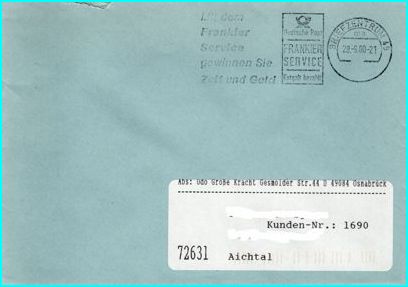 Mit dem
Frankier
Service
gewinnen Sie
Zeit und Geld
Deutsche Post
FRANKIER
SERVICE
Entgelt bezahlt
BRIEFZENTRUM 49
28.-6.00-21
Abs: Udo Große Kracht Gesmolder Str.44 D 49084 Osnabrück
Kunden-Nr.: 1690
72631 Aichtal